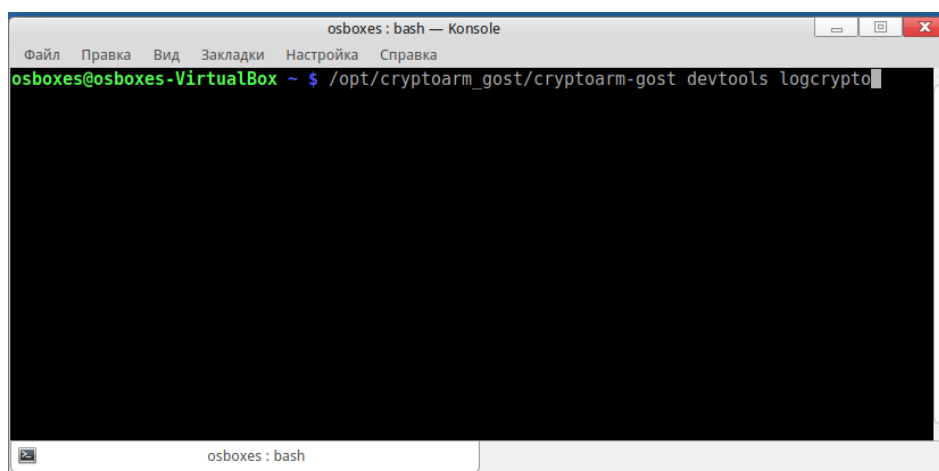 osboxes : bash — Konsole
Файл Правка Вид Закладки Настройка Справка
osboxes@osboxes-VirtualBox ~ $ /opt/cryptoarm_gost/cryptoarm-gost devtools logcrypto
osboxes : bash